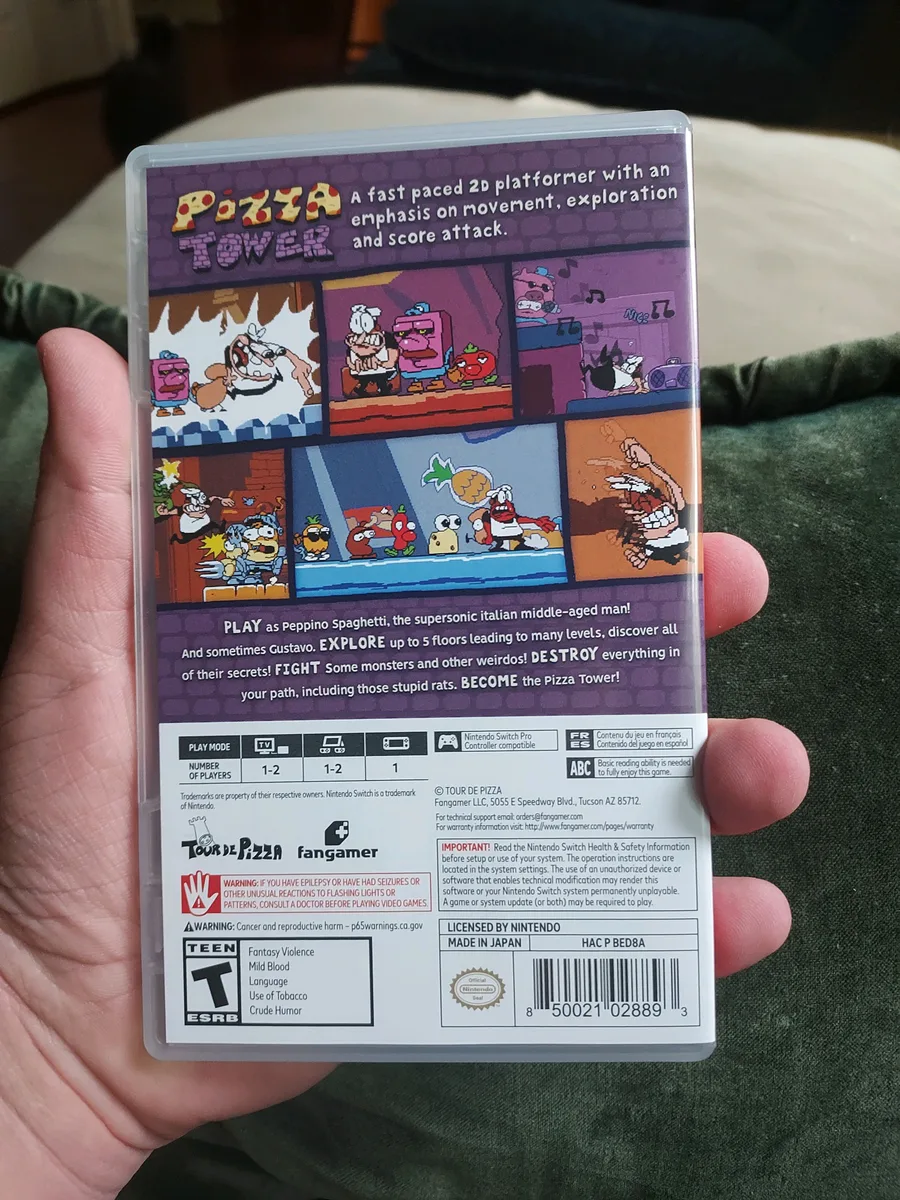 PIZZA
TOWER
A fast paced 2D platformer with an
emphasis on movement, exploration
and score attack.
NICE
PLAY as Peppino Spaghetti, the supersonic italian middle-aged man!
And sometimes Gustavo. EXPLORE up to 5 floors leading to many levels, discover all
of their secrets! FIGHT Some monsters and other weirdos! DESTROY everything in
your path, including those stupid rats. BECOME the Pizza Tower!
PLAY MODE
TV
NUMBER
OF PLAYERS
1-2
1-2
1
Nintendo Switch Pro
Controller compatible
FR
ES
Contenu du jeu en français
Contenido del juego en español
ABC
Basic reading ability is needed
to fully enjoy this game.
Trademarks are property of their respective owners. Nintendo Switch is a trademark
of Nintendo.
© TOUR DE PIZZA
Fangamer LLC, 5055 E Speedway Blvd., Tucson AZ 85712.
For technical support email: orders@fangamer.com
For warranty information visit: http://www.fangamer.com/pages/warranty
TOUR DE PIZZA
fangamer
IMPORTANT! Read the Nintendo Switch Health & Safety Information
before setup or use of your system. The operation instructions are
located in the system settings. The use of an unauthorized device or
software that enables technical modification may render this
software or your Nintendo Switch system permanently unplayable.
A game or system update (or both) may be required to play.
WARNING: IF YOU HAVE EPILEPSY OR HAVE HAD SEIZURES OR
OTHER UNUSUAL REACTIONS TO FLASHING LIGHTS OR
PATTERNS, CONSULT A DOCTOR BEFORE PLAYING VIDEO GAMES.
WARNING: Cancer and reproductive harm – p65warnings.ca.gov
TEEN
T
ESRB
Fantasy Violence
Mild Blood
Language
Use of Tobacco
Crude Humor
LICENSED BY NINTENDO
MADE IN JAPAN
HAC P BED8A
Official
Nintendo
Seal
8 50021 02889 3